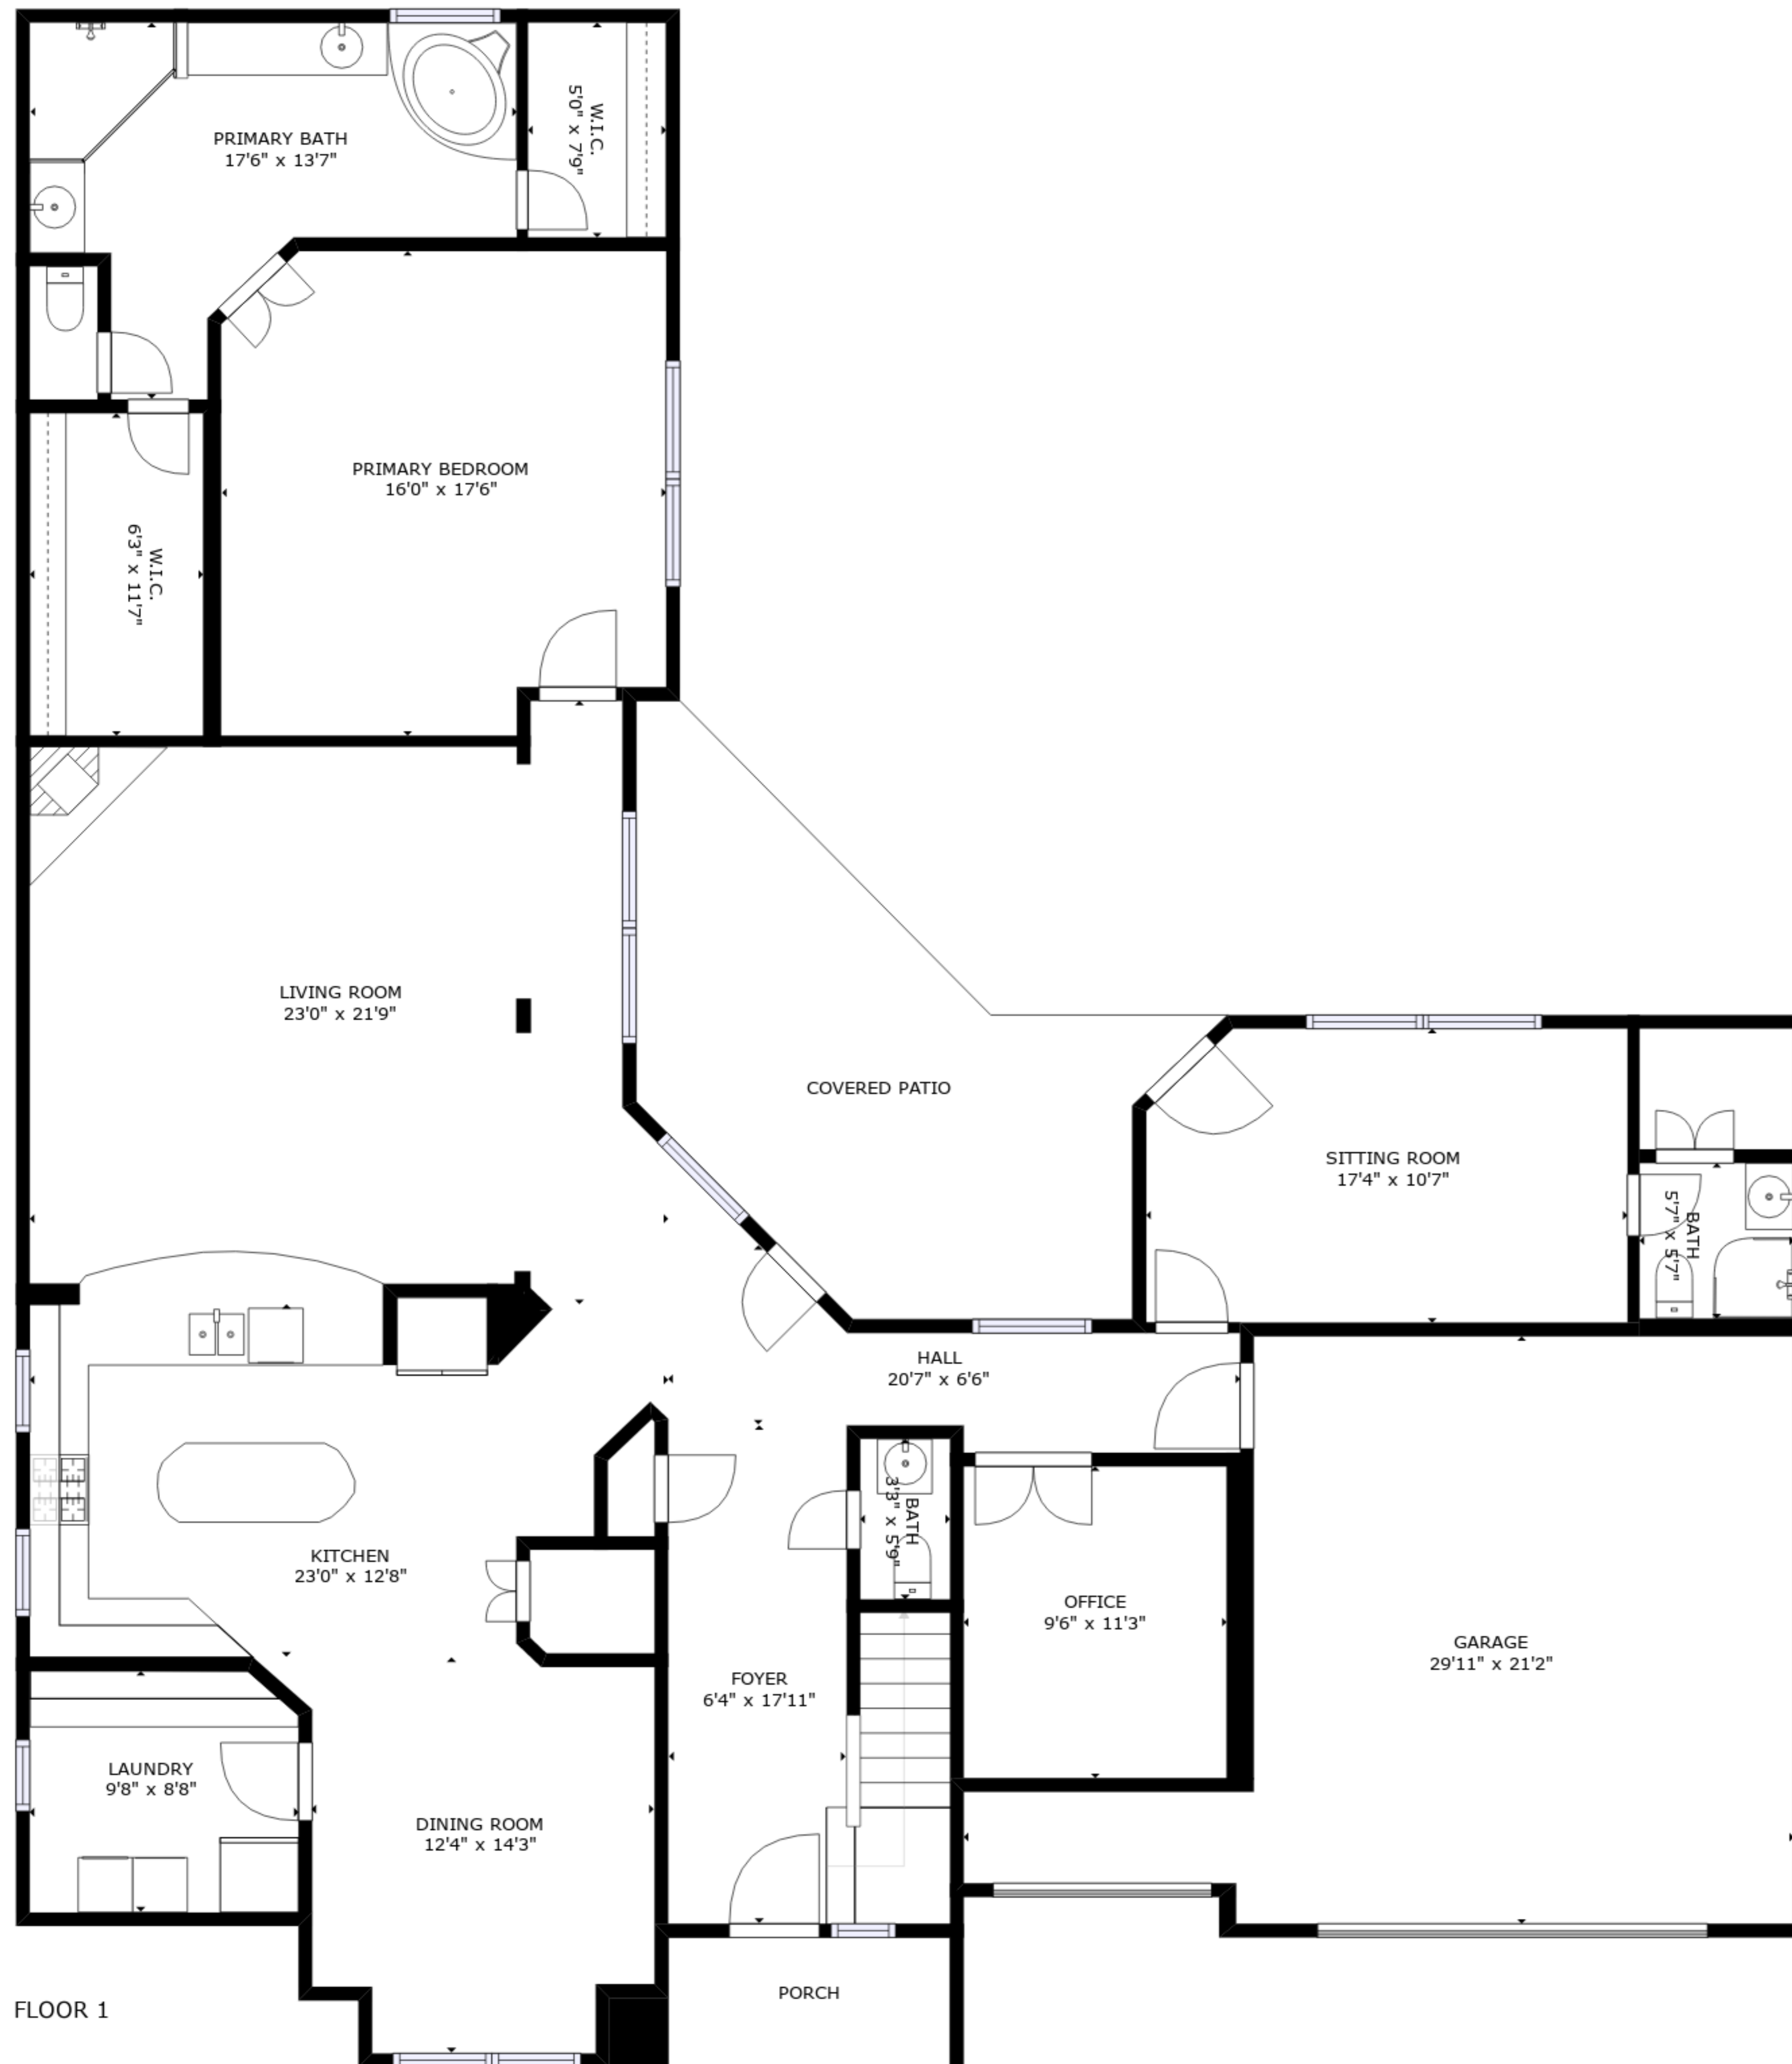 PRIMARY BATH
17'6" x 13'7"
W.I.C.
5'0" x 7'9"
PRIMARY BEDROOM
16'0" x 17'6"
W.I.C.
6'3" x 11'7"
LIVING ROOM
23'0" x 21'9"
COVERED PATIO
SITTING ROOM
17'4" x 10'7"
BATH
5'7" x 5'7"
HALL
20'7" x 6'6"
BATH
3'3" x 5'9"
KITCHEN
23'0" x 12'8"
OFFICE
9'6" x 11'3"
GARAGE
29'11" x 21'2"
FOYER
6'4" x 17'11"
LAUNDRY
9'8" x 8'8"
DINING ROOM
12'4" x 14'3"
PORCH
FLOOR 1